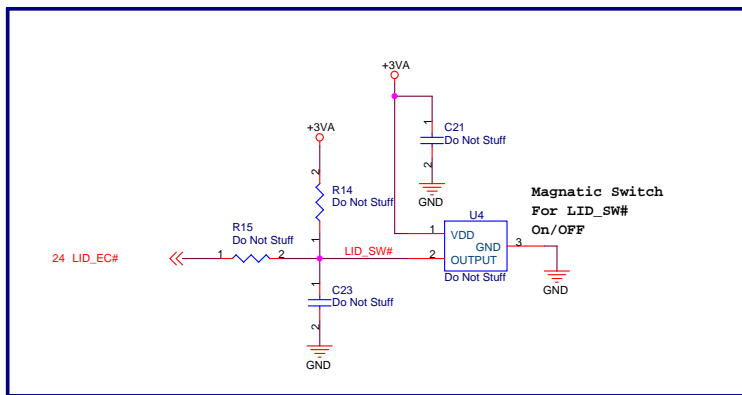 +3VA
1
C21
Do Not Stuff
2
GND
+3VA
2
R14
Do Not Stuff
1
Magnatic Switch
For LID_SW#
On/OFF
U4
1
VDD
GND
3
2
OUTPUT
Do Not Stuff
GND
R15
Do Not Stuff
24 LID_EC#
1
2
LID_SW#
1
C23
Do Not Stuff
2
GND